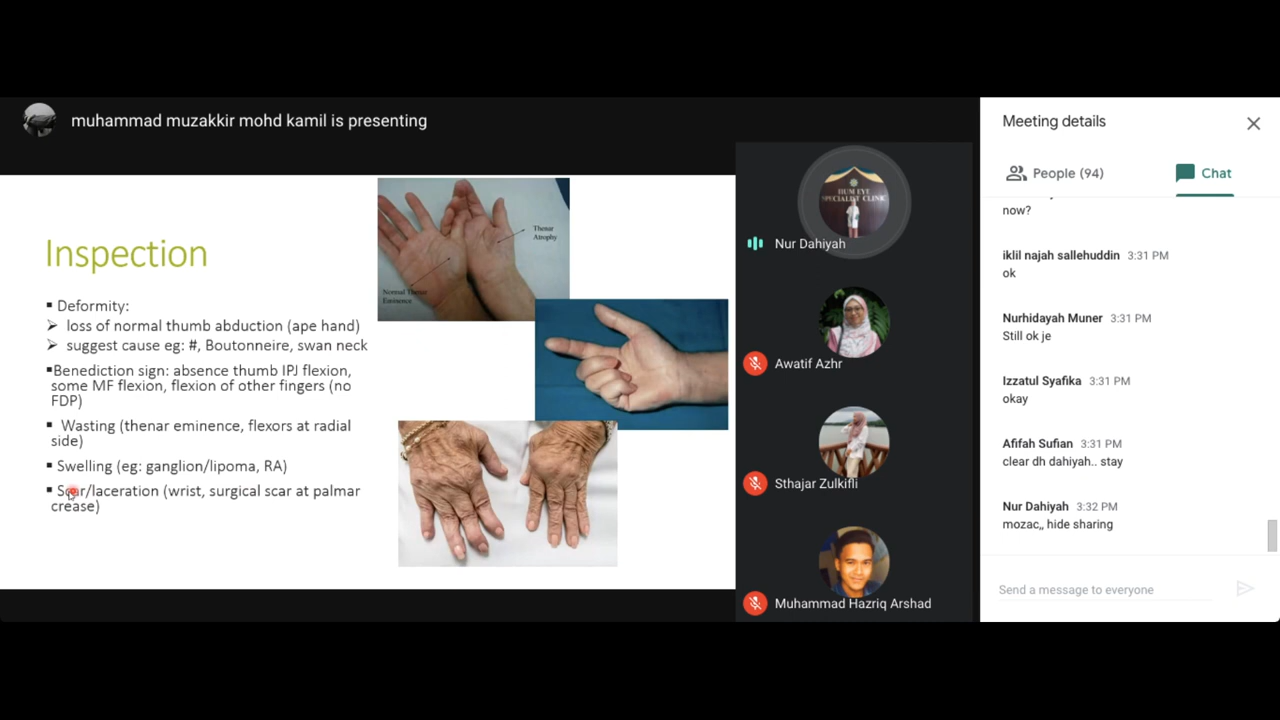 muhammad muzakkir mohd kamil is presenting
Inspection
▪ Deformity:
➢ loss of normal thumb abduction (ape hand)
➢ suggest cause eg: #, Boutonneire, swan neck
▪Benediction sign: absence thumb IPJ flexion,
some MF flexion, flexion of other fingers (no
FDP)
▪ Wasting (thenar eminence, flexors at radial
side)
▪ Swelling (eg: ganglion/lipoma, RA)
▪ Scar/laceration (wrist, surgical scar at palmar
crease)
Thenar
Atrophy
Normal Thenar
Eminence
IIUM EYE
SPECIALIST CLINIC
Nur Dahiyah
Awatif Azhr
Sthajar Zulkifli
Muhammad Hazriq Arshad
Meeting details
People (94)
Chat
now?
iklil najah sallehuddin 3:31 PM
ok
Nurhidayah Muner 3:31 PM
Still ok je
Izzatul Syafika 3:31 PM
okay
Afifah Sufian 3:31 PM
clear dh dahiyah.. stay
Nur Dahiyah 3:32 PM
mozac,, hide sharing
Send a message to everyone